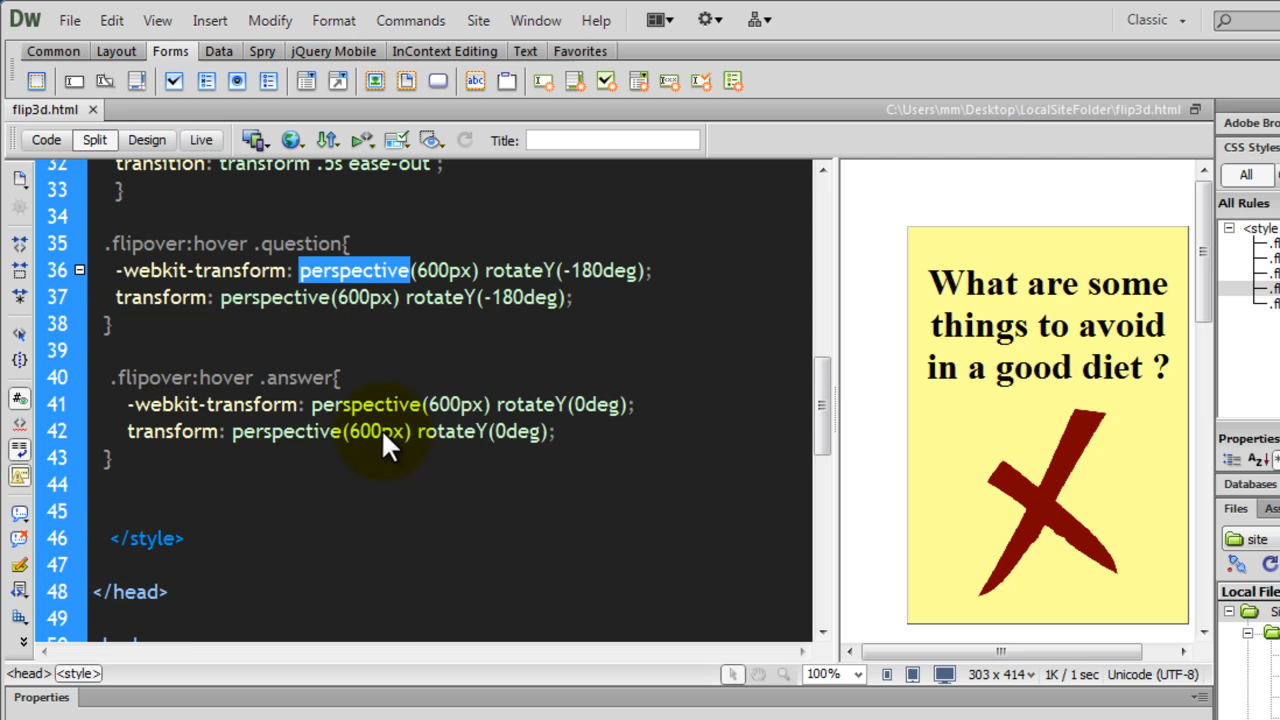 Dw File Edit View Insert Modify Format Commands Site Window Help Classic
Common Layout Forms Data Spry jQuery Mobile InContext Editing Text Favorites
abc
flip3d.html C:\Users\mm\Desktop\LocalSiteFolder\flip3d.html
Code Split Design Live Title:
32 transition: transform .5s ease-out ;
33 }
34
35 .flipover:hover .question{
36 -webkit-transform: perspective(600px) rotateY(-180deg);
37 transform: perspective(600px) rotateY(-180deg);
38 }
39
40 .flipover:hover .answer{
41 -webkit-transform: perspective(600px) rotateY(0deg);
42 transform: perspective(600px) rotateY(0deg);
43 }
44
45
46 </style>
47
48 </head>
49
What are some
things to avoid
in a good diet ?
Adobe Bro
CSS Styles
All
All Rules
<style
Properties
Databases
Files
site
Local File
<head> <style> 100% 303 x 414 1K / 1 sec Unicode (UTF-8)
Properties